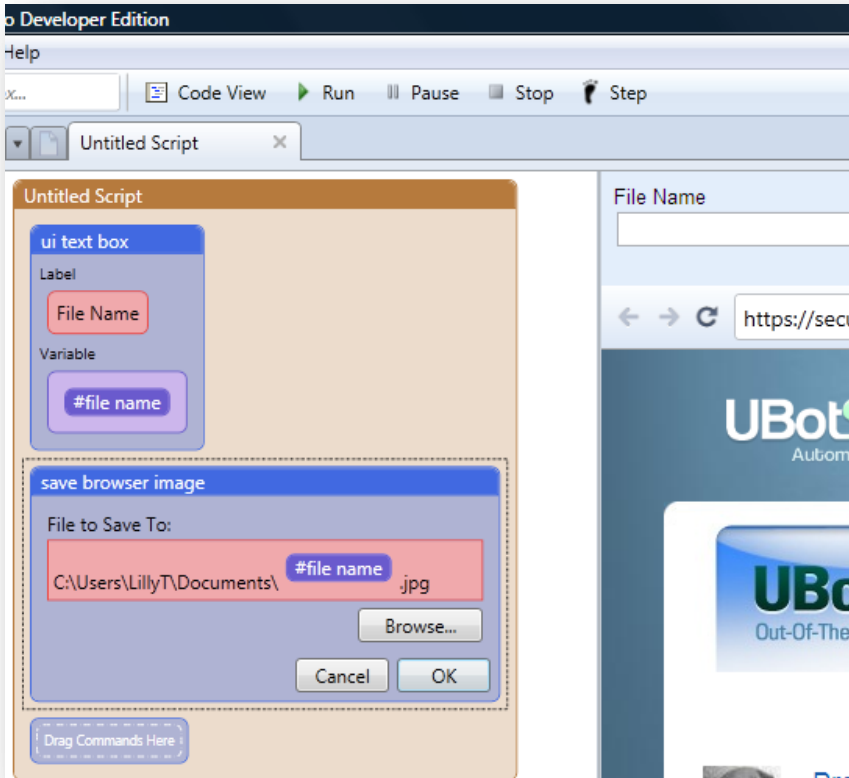 o Developer Edition
Help
x...
Code View Run Pause Stop Step
Untitled Script
Untitled Script
ui text box
Label
File Name
Variable
#file name
save browser image
File to Save To:
C:\Users\LillyT\Documents\ #file name .jpg
Browse...
Cancel OK
Drag Commands Here
File Name
https://secu
UBot
Autom
UBo
Out-Of-The